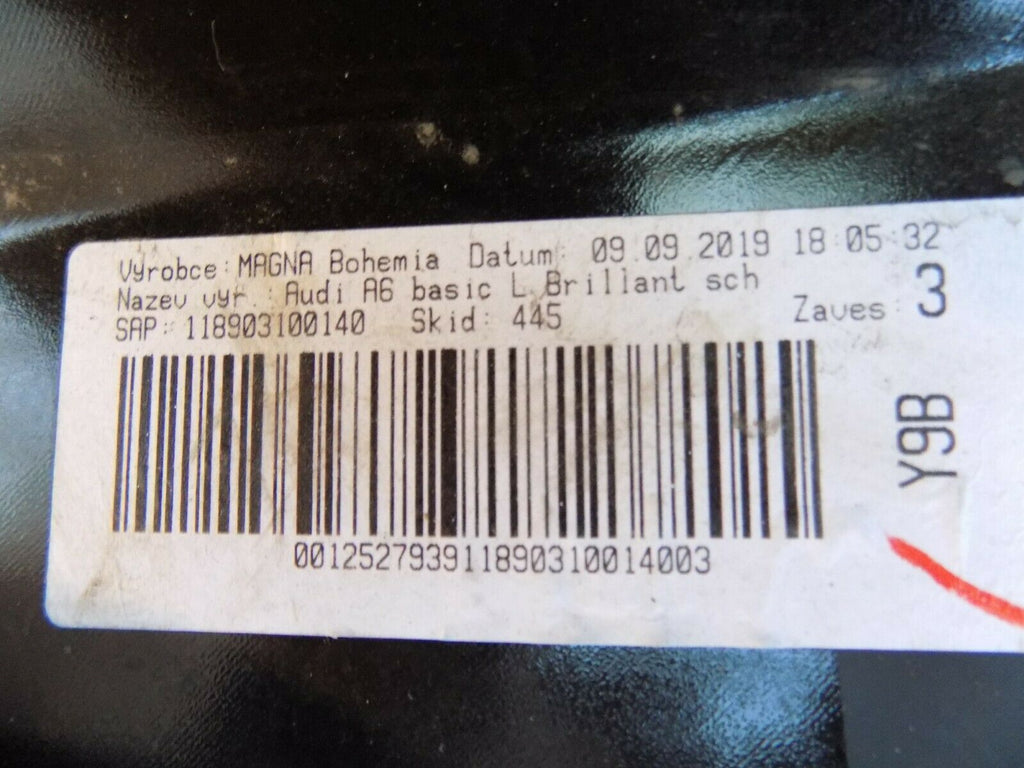 Vyrobce: MAGNA Bohemia Datum: 09.09.2019 18:05:32
Nazev vyr.: Audi A6 basic L Brillant sch
SAP: 118903100140 Skid: 445 Zaves: 3
Y9B
001252793911890310014003